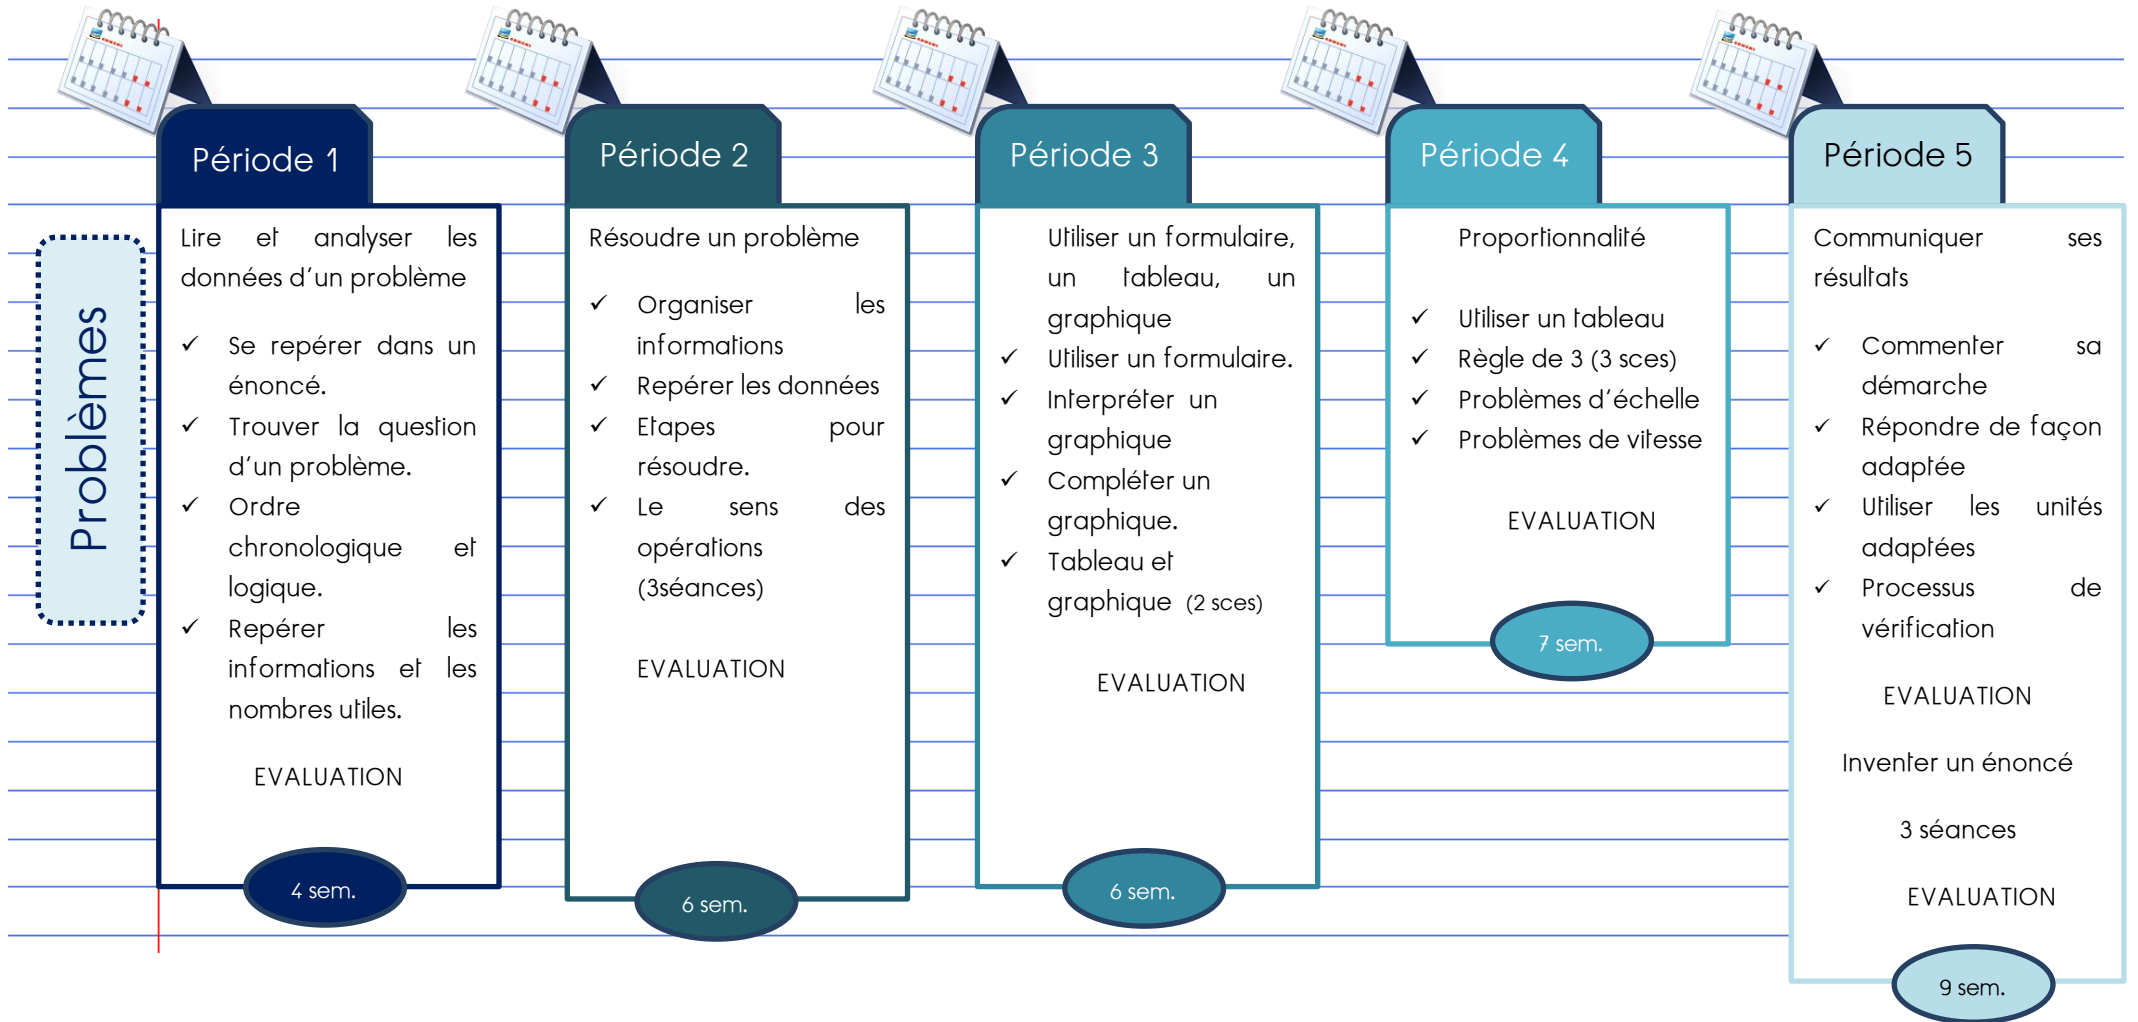 Problèmes
Période 1
Lire et analyser les
données d'un problème
✓ Se repérer dans un
énoncé.
✓ Trouver la question
d'un problème.
✓ Ordre
chronologique et
logique.
✓ Repérer les
informations et les
nombres utiles.
EVALUATION
4 sem.
Période 2
Résoudre un problème
✓ Organiser les
informations
✓ Repérer les données
✓ Etapes pour
résoudre.
✓ Le sens des
opérations
(3séances)
EVALUATION
6 sem.
Période 3
Utiliser un formulaire,
un tableau, un
graphique
✓ Utiliser un formulaire.
✓ Interpréter un
graphique
✓ Compléter un
graphique.
✓ Tableau et
graphique (2 sces)
EVALUATION
6 sem.
Période 4
Proportionnalité
✓ Utiliser un tableau
✓ Règle de 3 (3 sces)
✓ Problèmes d'échelle
✓ Problèmes de vitesse
EVALUATION
7 sem.
Période 5
Communiquer ses
résultats
✓ Commenter sa
démarche
✓ Répondre de façon
adaptée
✓ Utiliser les unités
adaptées
✓ Processus de
vérification
EVALUATION
Inventer un énoncé
3 séances
EVALUATION
9 sem.